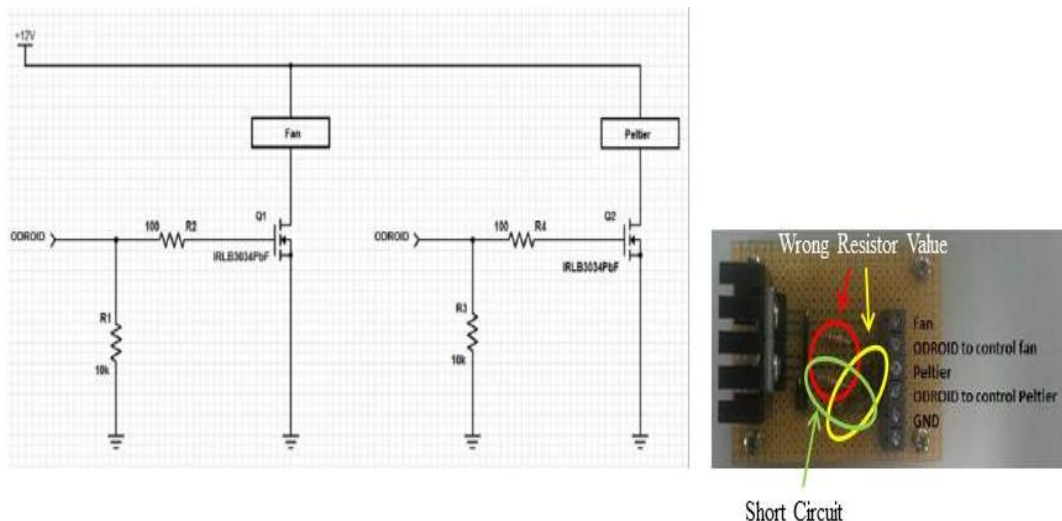 +12V
Fan
Peltier
100 R2
Q1
ODROID
IRLB3034PbF
R1
10k
100 R4
Q2
ODROID
IRLB3034PbF
R3
10k
Wrong Resistor Value
Fan
ODROID to control fan
Peltier
ODROID to control Peltier
GND
Short Circuit